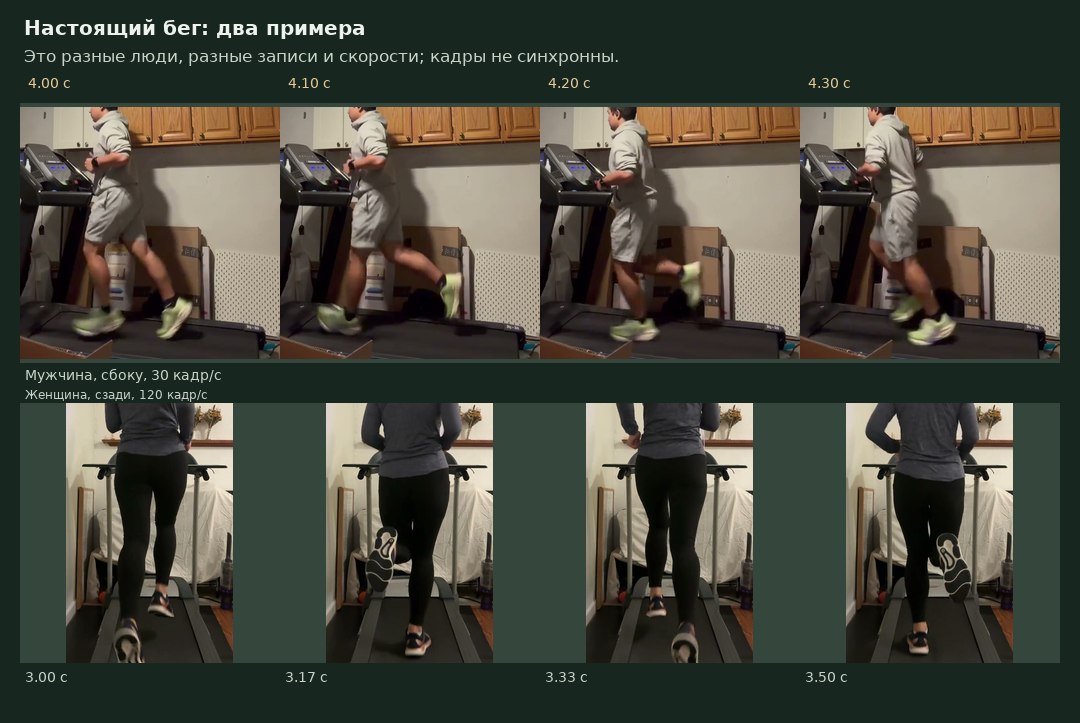 Настоящий бег: два примера
Это разные люди, разные записи и скорости; кадры не синхронны.
4.00 с 4.10 с 4.20 с 4.30 с
Мужчина, сбоку, 30 кадр/с
Женщина, сзади, 120 кадр/с
3.00 с 3.17 с 3.33 с 3.50 с